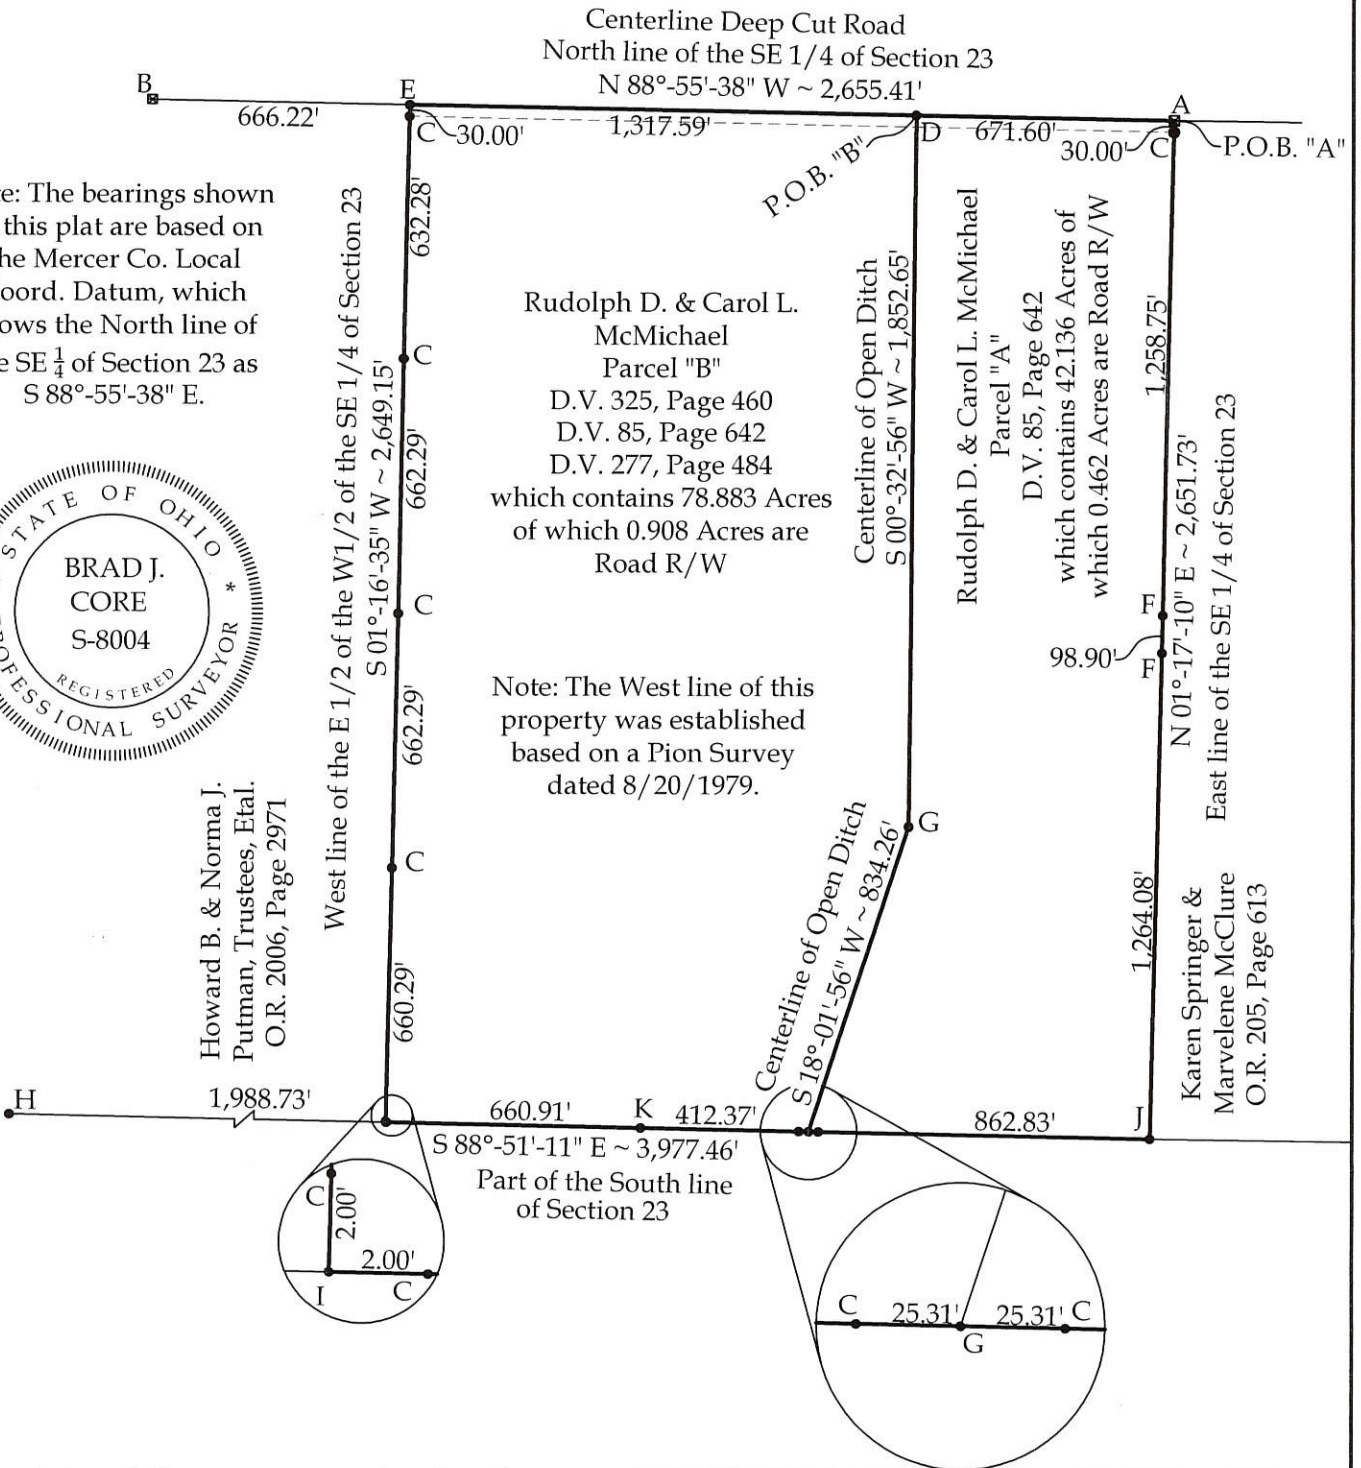 Centerline Deep Cut Road
North line of the SE 1/4 of Section 23
N 88°-55'-38" W ~ 2,655.41'
B
E
A
666.22'
C
30.00'
1,317.59'
D
671.60'
30.00'
C
P.O.B. "A"
P.O.B. "B"
e: The bearings shown
this plat are based on
he Mercer Co. Local
oord. Datum, which
ows the North line of
e SE 1/4 of Section 23 as
S 88°-55'-38" E.
STATE OF OHIO
BRAD J.
CORE
S-8004
REGISTERED
OFESSIONAL SURVEYOR *
West line of the E 1/2 of the W1/2 of the SE 1/4 of Section 23
S 01°-16'-35" W ~ 2,649.15'
632.28'
C
662.29'
C
662.29'
C
660.29'
Rudolph D. & Carol L.
McMichael
Parcel "B"
D.V. 325, Page 460
D.V. 85, Page 642
D.V. 277, Page 484
which contains 78.883 Acres
of which 0.908 Acres are
Road R/W
Note: The West line of this
property was established
based on a Pion Survey
dated 8/20/1979.
Centerline of Open Ditch
S 00°-32'-56" W ~ 1,852.65'
G
Centerline of Open Ditch
S 18°-01'-56" W ~ 834.26'
Rudolph D. & Carol L. McMichael
Parcel "A"
D.V. 85, Page 642
which contains 42.136 Acres of
which 0.462 Acres are Road R/W
1,258.75'
F
98.90'
F
1,264.08'
N 01°-17'-10" E ~ 2,651.73'
East line of the SE 1/4 of Section 23
Howard B. & Norma J.
Putman, Trustees, Etal.
O.R. 2006, Page 2971
Karen Springer &
Marvelene McClure
O.R. 205, Page 613
H
1,988.73'
660.91'
K
412.37'
862.83'
J
S 88°-51'-11" E ~ 3,977.46'
Part of the South line
of Section 23
C
2.00'
2.00'
I
C
C
25.31'
25.31'
C
G